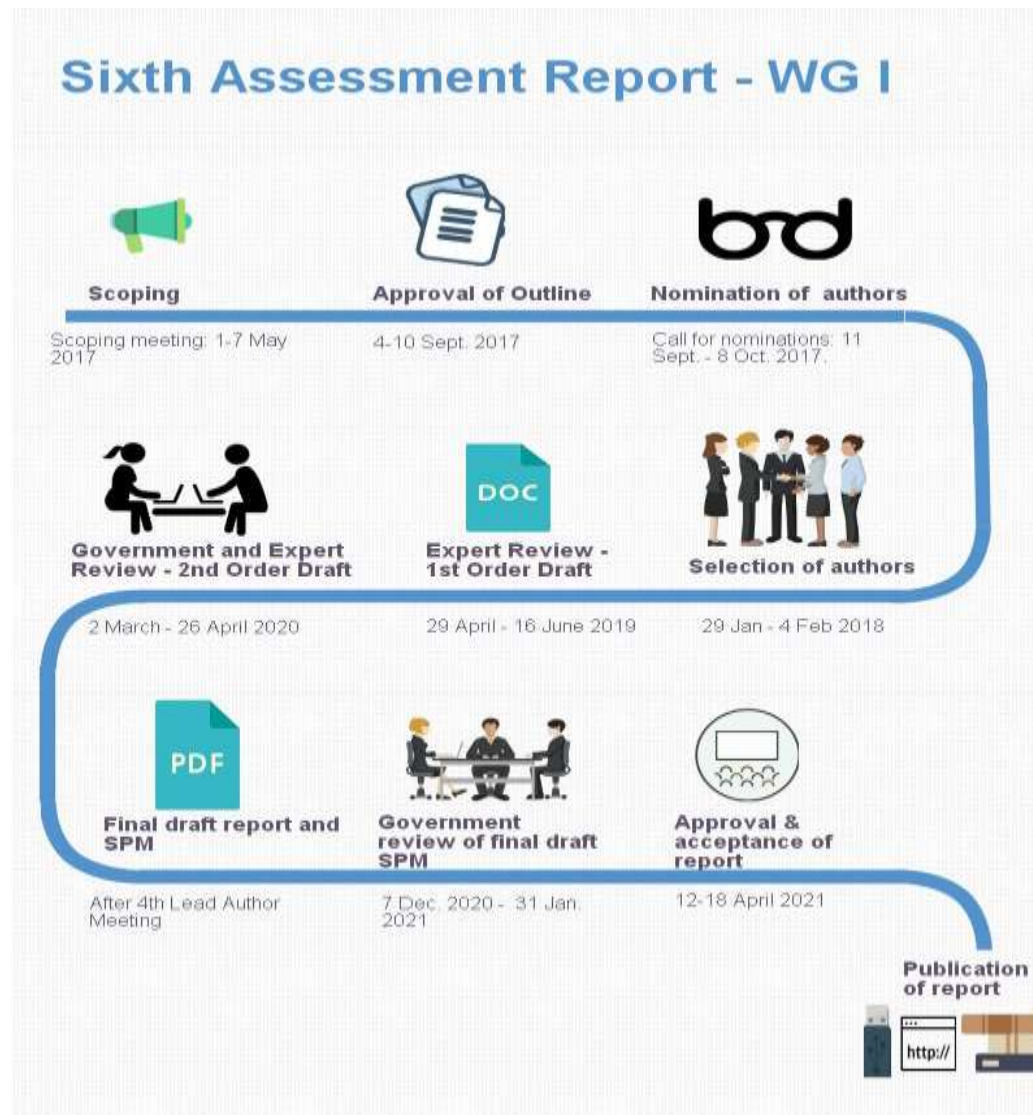 Sixth Assessment Report - WG I
Scoping
Scoping meeting: 1-7 May
2017
Approval of Outline
4-10 Sept. 2017
Nomination of authors
Call for nominations: 11
Sept. - 8 Oct. 2017.
Government and Expert
Review - 2nd Order Draft
2 March - 26 April 2020
DOC
Expert Review -
1st Order Draft
29 April - 16 June 2019
Selection of authors
29 Jan - 4 Feb 2018
PDF
Final draft report and
SPM
After 4th Lead Author
Meeting
Government
review of final draft
SPM
7 Dec. 2020 - 31 Jan.
2021
Approval &
acceptance of
report
12-18 April 2021
Publication
of report
http://